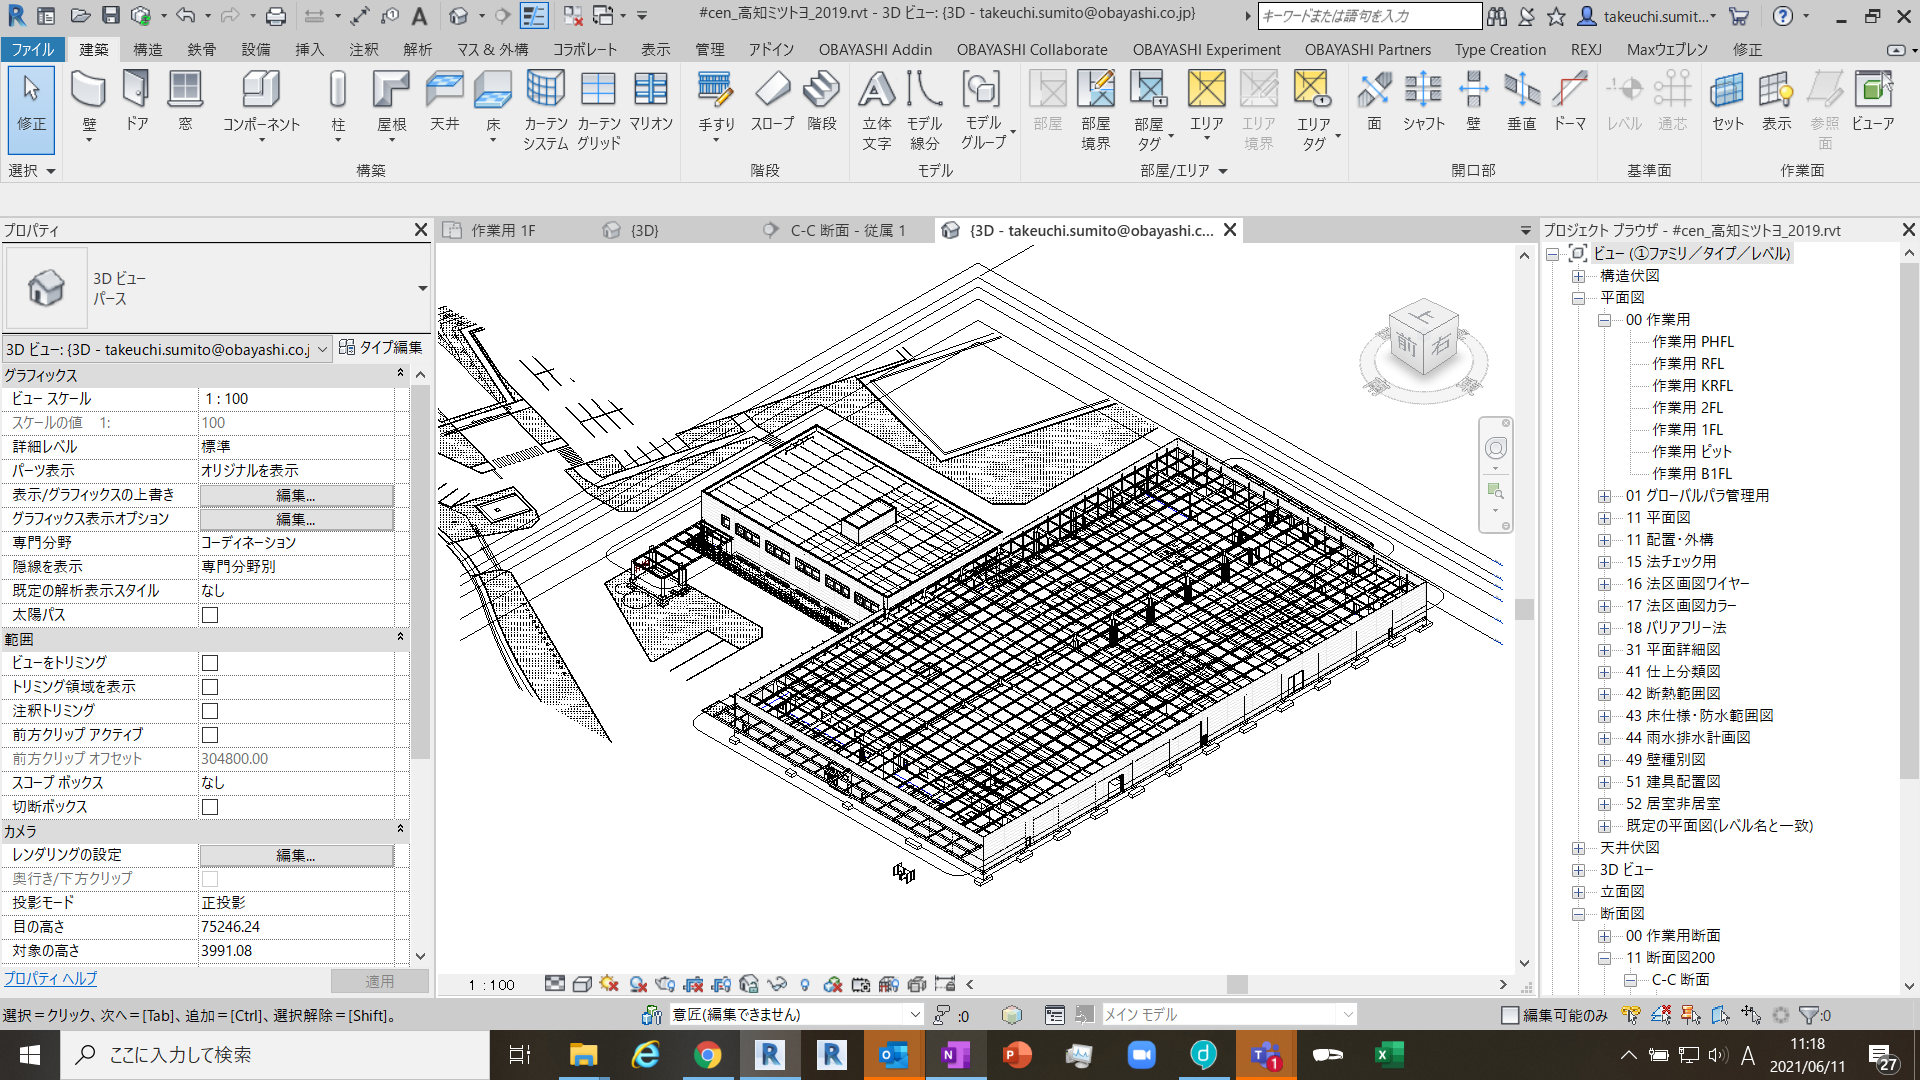 #cen_高知ミツトヨ_2019.rvt - 3D ビュー: {3D - takeuchi.sumito@obayashi.co.jp}
キーワードまたは語句を入力
takeuchi.sumit...
ファイル 建築 構造 鉄骨 設備 挿入 注釈 解析 マス & 外構 コラボレート 表示 管理 アドイン OBAYASHI Addin OBAYASHI Collaborate OBAYASHI Experiment OBAYASHI Partners Type Creation REXJ Maxウェブレン 修正
修正 壁 ドア 窓 コンポーネント 柱 屋根 天井 床 カーテン システム カーテン グリッド マリオン 手すり スロープ 階段 立体 文字 モデル 線分 モデル グループ 部屋 部屋 境界 部屋 タグ エリア エリア 境界 エリア タグ 面 シャフト 壁 垂直 ドーマ レベル 通芯 セット 表示 参照 面 ビューア
選択 構築 階段 モデル 部屋/エリア 開口部 基準面 作業面
プロパティ
3D ビュー
パース
3D ビュー: {3D - takeuchi.sumito@obayashi.co.j
タイプ編集
グラフィックス
ビュー スケール 1 : 100
スケールの値 1: 100
詳細レベル 標準
パーツ表示 オリジナルを表示
表示/グラフィックスの上書き 編集...
グラフィックス表示オプション 編集...
専門分野 コーディネーション
隠線を表示 専門分野別
既定の解析表示スタイル なし
太陽パス
範囲
ビューをトリミング
トリミング領域を表示
注釈トリミング
前方クリップ アクティブ
前方クリップ オフセット 304800.00
スコープ ボックス なし
切断ボックス
カメラ
レンダリングの設定 編集...
奥行き/下方クリップ
投影モード 正投影
目の高さ 75246.24
対象の高さ 3991.08
プロパティ ヘルプ
適用
作業用 1F {3D} C-C 断面 - 従属 1 {3D - takeuchi.sumito@obayashi.c...
上
前 右
1 : 100
プロジェクト ブラウザ - #cen_高知ミツトヨ_2019.rvt
ビュー (①ファミリ／タイプ／レベル)
構造伏図
平面図
00 作業用
作業用 PHFL
作業用 RFL
作業用 KRFL
作業用 2FL
作業用 1FL
作業用 ピット
作業用 B1FL
01 グローバルパラ管理用
11 平面図
11 配置・外構
15 法チェック用
16 法区画図ワイヤー
17 法区画図カラー
18 バリアフリー法
31 平面詳細図
41 仕上分類図
42 断熱範囲図
43 床仕様・防水範囲図
44 雨水排水計画図
49 壁種別図
51 建具配置図
52 居室非居室
既定の平面図(レベル名と一致)
天井伏図
3D ビュー
立面図
断面図
00 作業用断面
11 断面図200
C-C 断面
選択＝クリック、次へ＝[Tab]、追加＝[Ctrl]、選択解除＝[Shift]。
意匠(編集できません)
:0
メイン モデル
編集可能のみ
:0
ここに入力して検索
1
A
11:18
2021/06/11
27